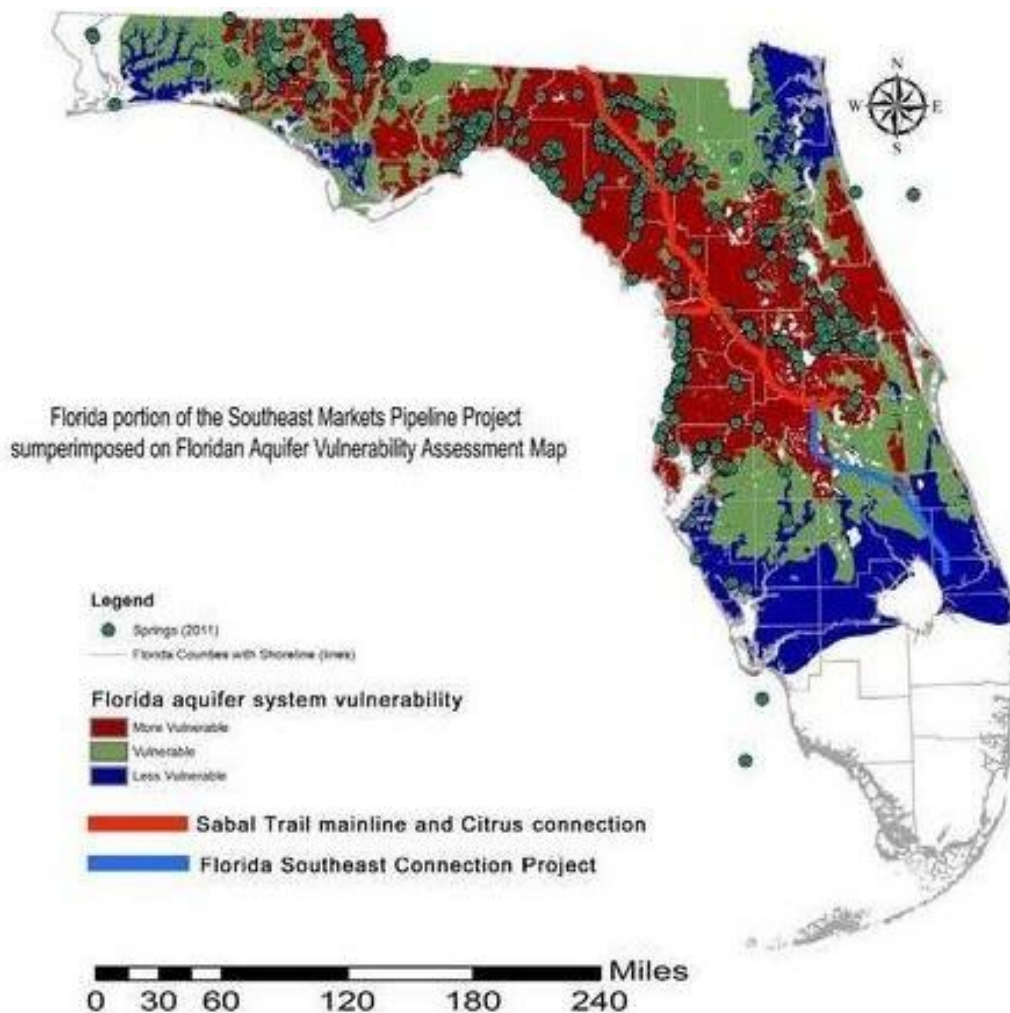 N
W E
S
Florida portion of the Southeast Markets Pipeline Project
sumperimposed on Floridan Aquifer Vulnerability Assessment Map
Legend
Springs (2011)
Florida Counties with Shoreline (lines)
Florida aquifer system vulnerability
More Vulnerable
Vulnerable
Less Vulnerable
Sabal Trail mainline and Citrus connection
Florida Southeast Connection Project
Miles
0 30 60 120 180 240